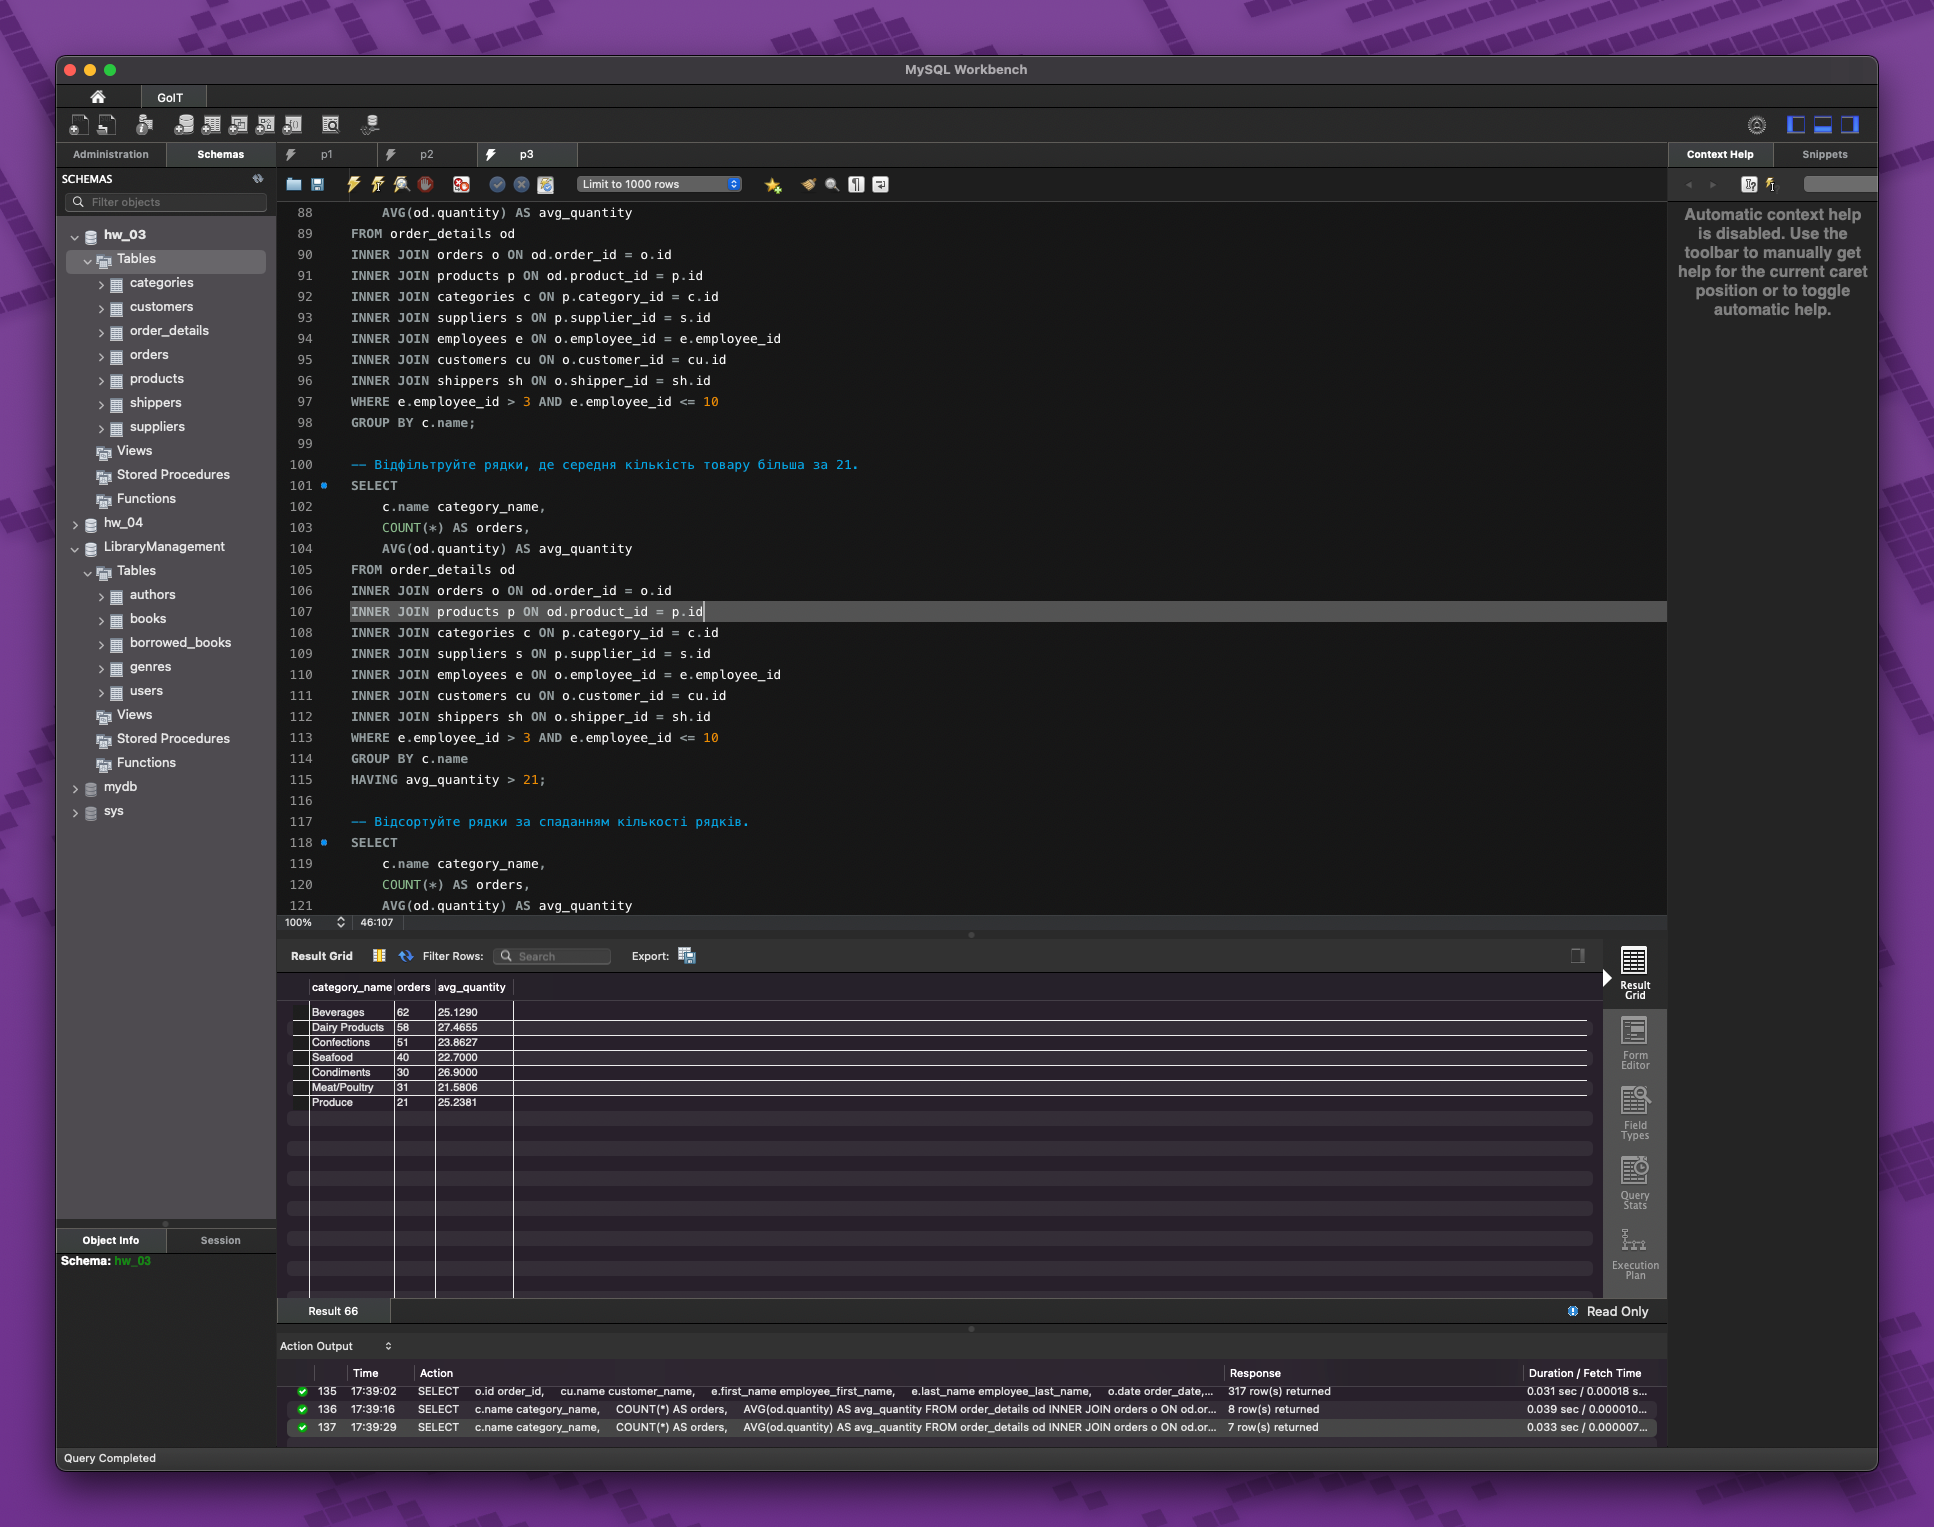 MySQL Workbench
GoIT
Administration
Schemas
p1
p2
p3
Context Help
Snippets
SCHEMAS
Filter objects
hw_03
Tables
categories
customers
order_details
orders
products
shippers
suppliers
Views
Stored Procedures
Functions
hw_04
LibraryManagement
Tables
authors
books
borrowed_books
genres
users
Views
Stored Procedures
Functions
mydb
sys
Object Info
Session
Schema: hw_03
Limit to 1000 rows
88 AVG(od.quantity) AS avg_quantity
89 FROM order_details od
90 INNER JOIN orders o ON od.order_id = o.id
91 INNER JOIN products p ON od.product_id = p.id
92 INNER JOIN categories c ON p.category_id = c.id
93 INNER JOIN suppliers s ON p.supplier_id = s.id
94 INNER JOIN employees e ON o.employee_id = e.employee_id
95 INNER JOIN customers cu ON o.customer_id = cu.id
96 INNER JOIN shippers sh ON o.shipper_id = sh.id
97 WHERE e.employee_id > 3 AND e.employee_id <= 10
98 GROUP BY c.name;
99
100 -- Відфільтруйте рядки, де середня кількість товару більша за 21.
101 SELECT
102 c.name category_name,
103 COUNT(*) AS orders,
104 AVG(od.quantity) AS avg_quantity
105 FROM order_details od
106 INNER JOIN orders o ON od.order_id = o.id
107 INNER JOIN products p ON od.product_id = p.id
108 INNER JOIN categories c ON p.category_id = c.id
109 INNER JOIN suppliers s ON p.supplier_id = s.id
110 INNER JOIN employees e ON o.employee_id = e.employee_id
111 INNER JOIN customers cu ON o.customer_id = cu.id
112 INNER JOIN shippers sh ON o.shipper_id = sh.id
113 WHERE e.employee_id > 3 AND e.employee_id <= 10
114 GROUP BY c.name
115 HAVING avg_quantity > 21;
116
117 -- Відсортуйте рядки за спаданням кількості рядків.
118 SELECT
119 c.name category_name,
120 COUNT(*) AS orders,
121 AVG(od.quantity) AS avg_quantity
100% 46:107
Automatic context help
is disabled. Use the
toolbar to manually get
help for the current caret
position or to toggle
automatic help.
Result Grid Filter Rows: Search Export:
category_name orders avg_quantity
Beverages 62 25.1290
Dairy Products 58 27.4655
Confections 51 23.8627
Seafood 40 22.7000
Condiments 30 26.9000
Meat/Poultry 31 21.5806
Produce 21 25.2381
Result
Grid
Form
Editor
Field
Types
Query
Stats
Execution
Plan
Result 66
Read Only
Action Output
Time Action Response Duration / Fetch Time
135 17:39:02 SELECT o.id order_id, cu.name customer_name, e.first_name employee_first_name, e.last_name employee_last_name, o.date order_date,... 317 row(s) returned 0.031 sec / 0.00018 s...
136 17:39:16 SELECT c.name category_name, COUNT(*) AS orders, AVG(od.quantity) AS avg_quantity FROM order_details od INNER JOIN orders o ON od.or... 8 row(s) returned 0.039 sec / 0.000010...
137 17:39:29 SELECT c.name category_name, COUNT(*) AS orders, AVG(od.quantity) AS avg_quantity FROM order_details od INNER JOIN orders o ON od.or... 7 row(s) returned 0.033 sec / 0.000007...
Query Completed